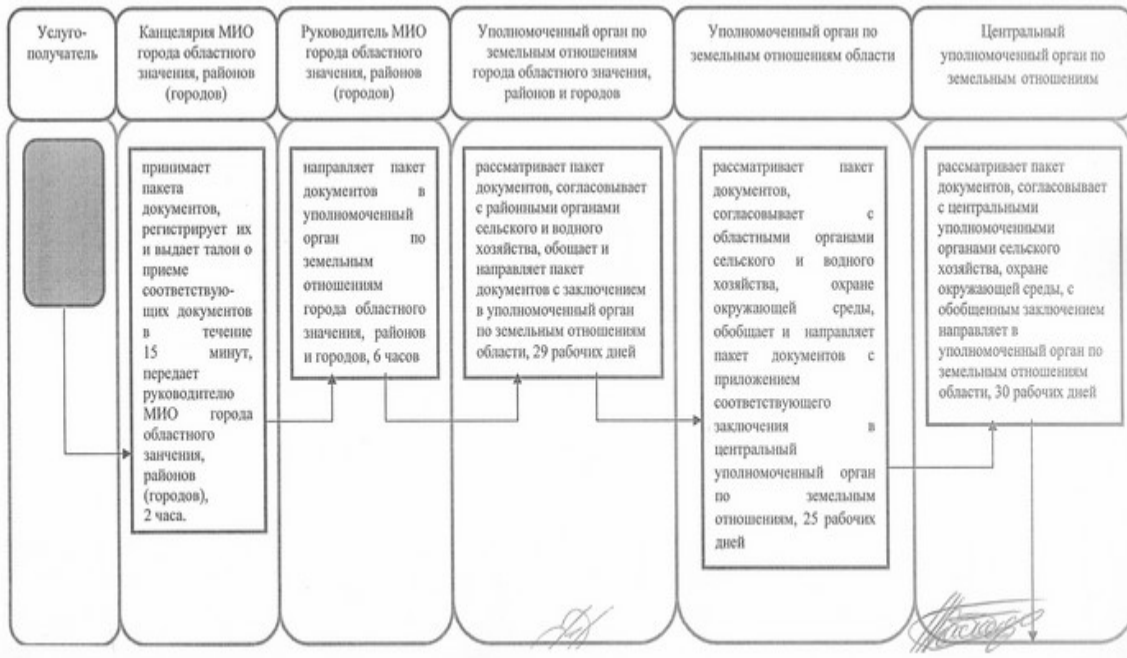 Услуго-
получатель
Канцелярия МИО
города областного
значения, районов
(городов)
Руководитель МИО
города областного
значения, районов
(городов)
Уполномоченный орган по
земельным отношениям
города областного значения,
районов и городов
Уполномоченный орган по
земельным отношениям области
Центральный
уполномоченный орган по
земельным отношениям
принимает
пакета
документов,
регистрирует их
и выдает талон о
приеме
соответствую-
щих документов
в течение
15 минут,
передает
руководителю
МИО города
областного
занчения,
районов
(городов),
2 часа.
направляет пакет
документов в
уполномоченный
орган по
земельным
отношениям
города областного
значения, районов
и городов, 6 часов
рассматривает пакет
документов, согласовывает
с районными органами
сельского и водного
хозяйства, обощает и
направляет пакет
документов с заключением
в уполномоченный орган
по земельным отношениям
области, 29 рабочих дней
рассматривает пакет
документов,
согласовывает с
областными органами
сельского и водного
хозяйства, охране
окружающей среды,
обобщает и направляет
пакет документов с
приложением
соответствующего
заключения в
центральный
уполномоченный орган
по земельным
отношениям, 25 рабочих
дней
рассматривает пакет
документов, согласовывает
с центральными
уполномоченными
органами сельского
хозяйства, охране
окружающей среды, с
обобщенным заключением
направляет в
уполномоченный орган по
земельным отношениям
области, 30 рабочих дней